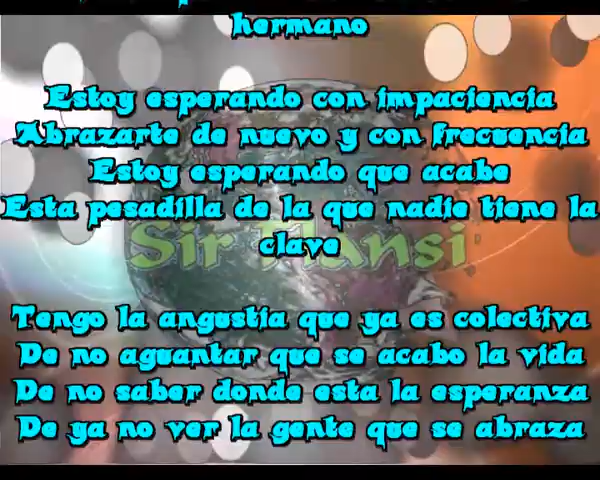 hermano
Estoy esperando con impaciencia
Abrazarte de nuevo y con frecuencia
Estoy esperando que acabe
Esta pesadilla de la que nadie tiene la
clave
Sir Mansi
Tengo la angustia que ya es colectiva
De no aguantar que se acabo la vida
De no saber donde esta la esperanza
De ya no ver la gente que se abraza